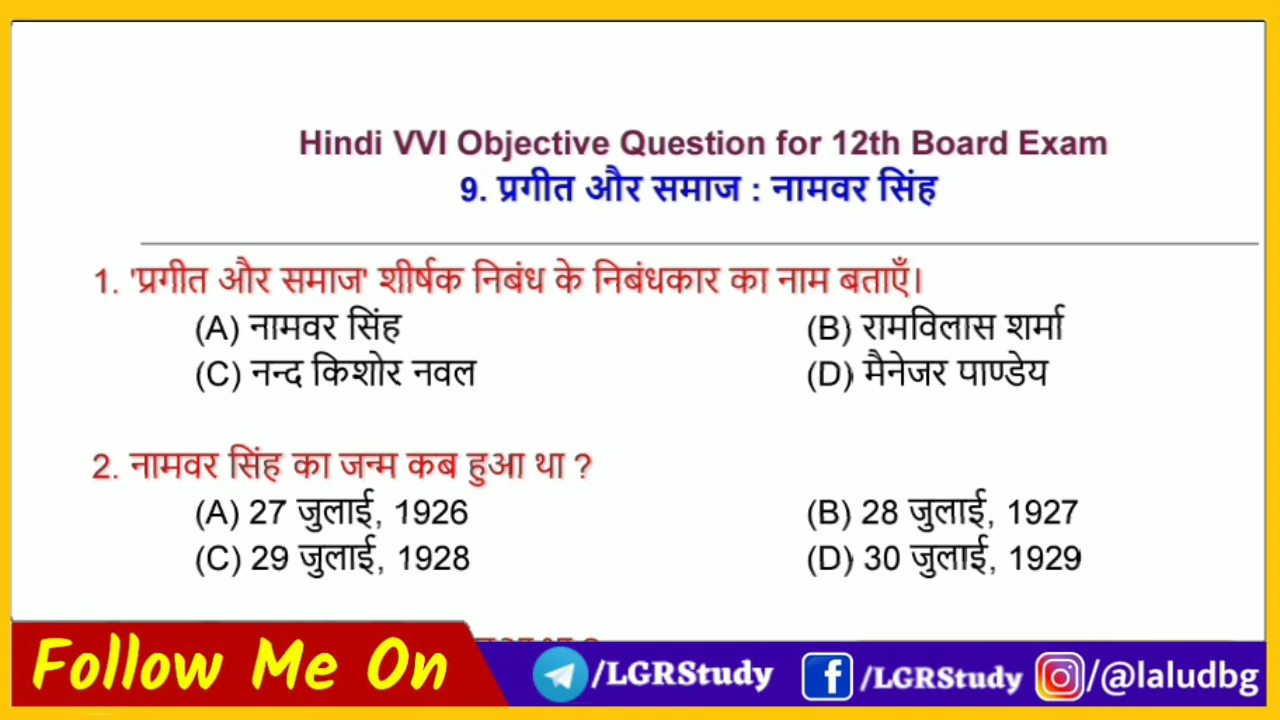 Hindi VVI Objective Question for 12th Board Exam
9. प्रगीत और समाज : नामवर सिंह
1. 'प्रगीत और समाज' शीर्षक निबंध के निबंधकार का नाम बताएँ।
(A) नामवर सिंह (B) रामविलास शर्मा
(C) नन्द किशोर नवल (D) मैनेजर पाण्डेय
2. नामवर सिंह का जन्म कब हुआ था ?
(A) 27 जुलाई, 1926 (B) 28 जुलाई, 1927
(C) 29 जुलाई, 1928 (D) 30 जुलाई, 1929
Follow Me On /LGRStudy /LGRStudy /@laludbg